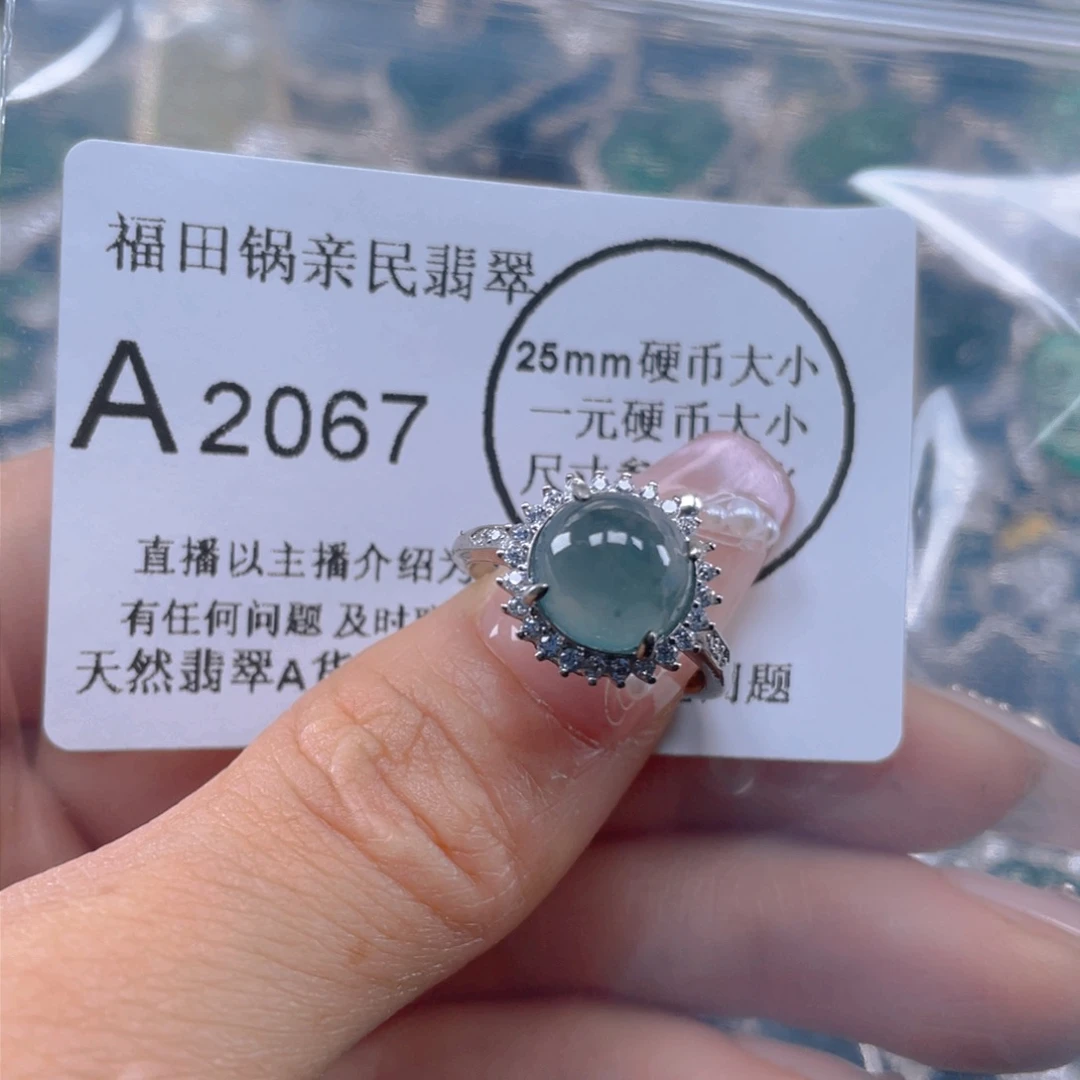 福田锅亲民翡翠
A2067
25mm硬币大小
一元硬币大小
尺寸
直播以主播介绍为
有任何问题 及时
天然翡翠A货
问题